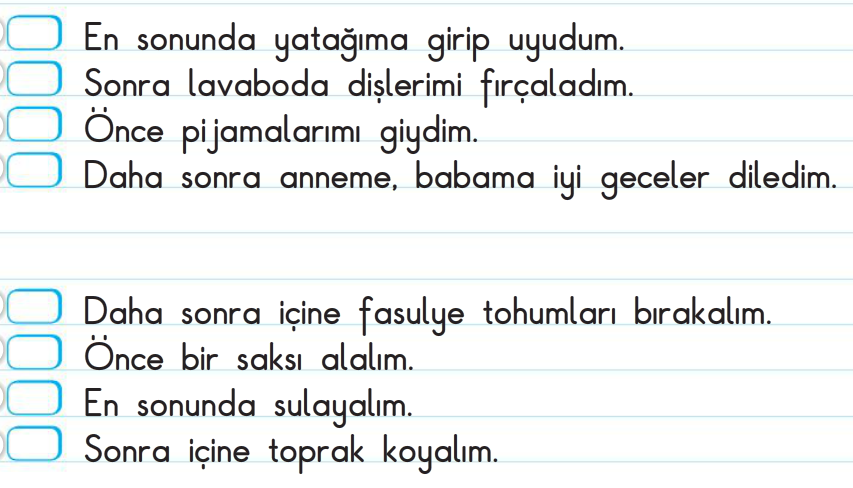 En sonunda yatağıma girip uyudum.
Sonra lavaboda dişlerimi fırçaladım.
Önce pijamalarımı giydim.
Daha sonra anneme, babama iyi geceler diledim.
Daha sonra içine fasulye tohumları bırakalım.
Önce bir saksı alalım.
En sonunda sulayalım.
Sonra içine toprak koyalım.